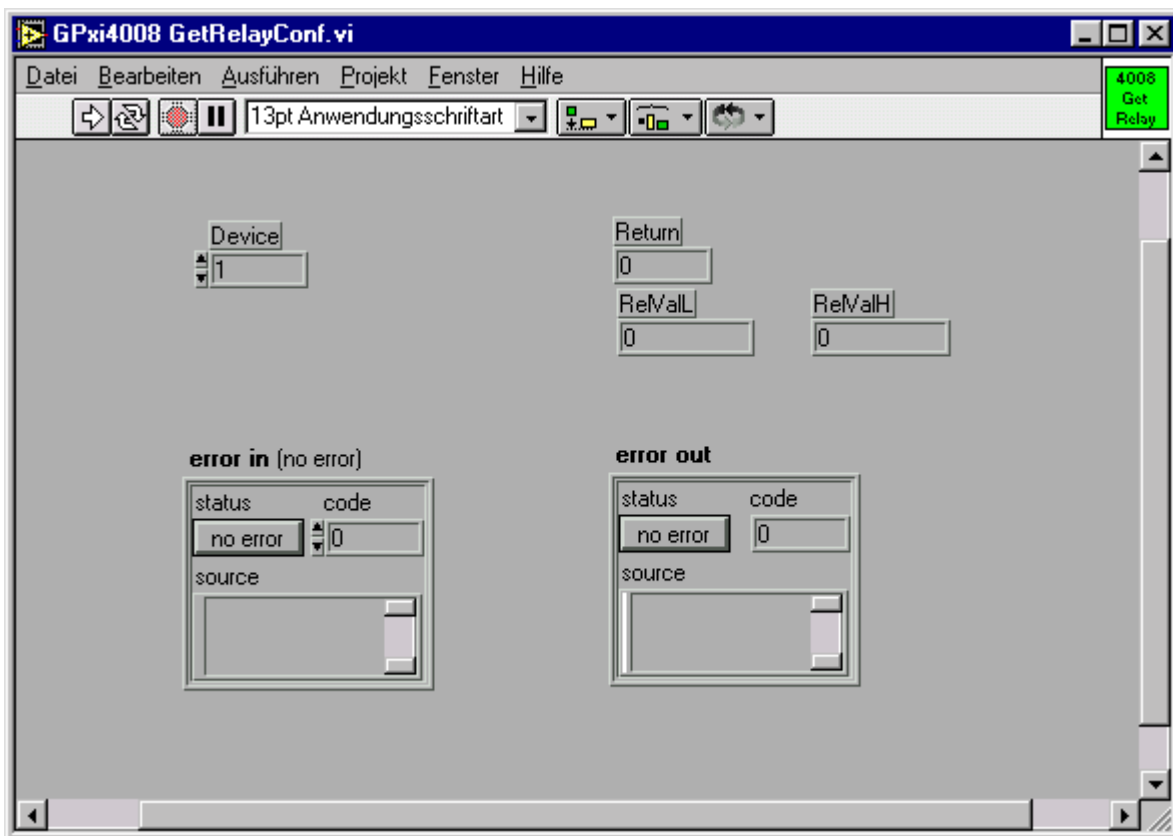 GPxi4008 GetRelayConf.vi
Datei Bearbeiten Ausführen Projekt Fenster Hilfe
4008
Get
Relay
13pt Anwendungsschriftart
Device
1
Return
0
RelValL
0
RelValH
0
error in (no error)
status code
no error 0
source
error out
status code
no error 0
source